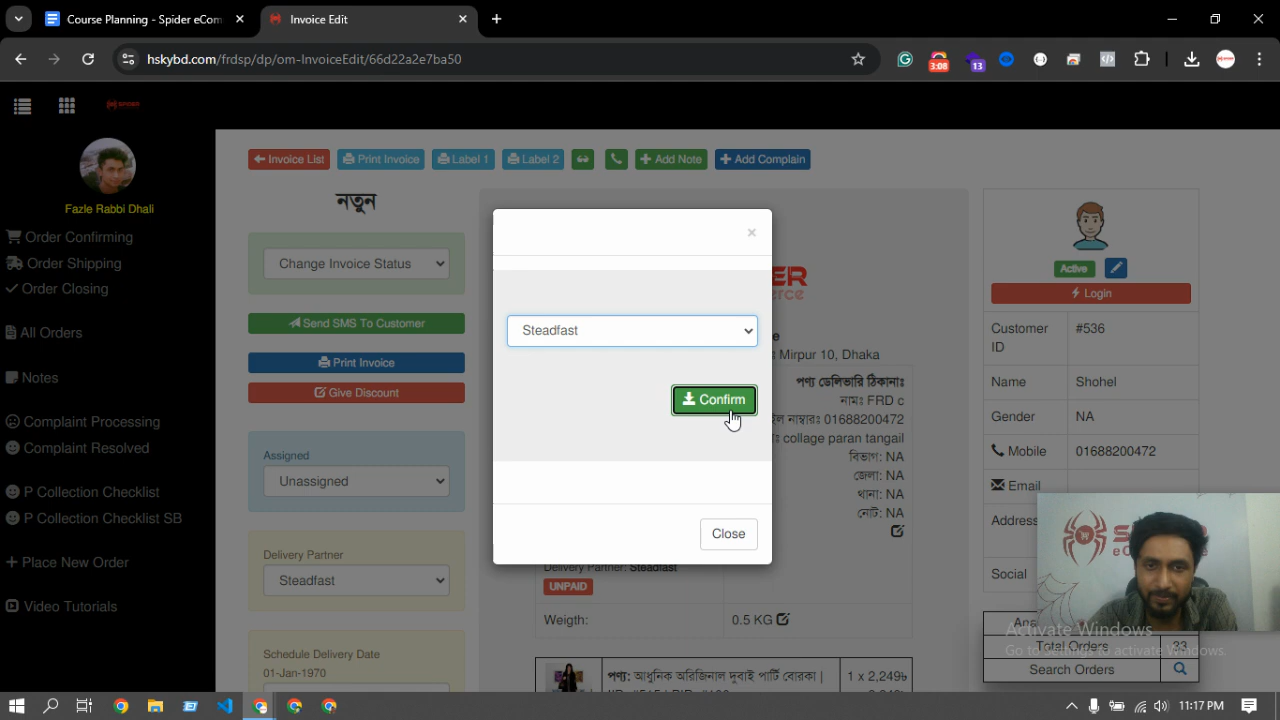 Course Planning - Spider eCom
Invoice Edit
hskybd.com/frdsp/dp/om-InvoiceEdit/66d22a2e7ba50
3:08
13
SPIDER
Fazle Rabbi Dhali
Order Confirming
Order Shipping
Order Closing
All Orders
Notes
Complaint Processing
Complaint Resolved
P Collection Checklist
P Collection Checklist SB
Place New Order
Video Tutorials
Invoice List
Print Invoice
Label 1
Label 2
Add Note
Add Complain
নতুন
Change Invoice Status
Send SMS To Customer
Print Invoice
Give Discount
Assigned
Unassigned
Delivery Partner
Steadfast
Schedule Delivery Date
01-Jan-1970
×
Steadfast
Confirm
Close
Mirpur 10, Dhaka
পণ্য ডেলিভারি ঠিকানাঃ
নামঃ FRD c
ইল নাম্বারঃ 01688200472
collage paran tangail
বিভাগ: NA
জেলা: NA
থানা: NA
নোট: NA
Delivery Partner: Steadfast
UNPAID
Weigth:
0.5 KG
পণ্য: আধুনিক অরিজিনাল দুবাই পার্টি বোরকা |
1 x 2,249৳
Active
Login
Customer ID
#536
Name
Shohel
Gender
NA
Mobile
01688200472
Email
Address
Social
Total Orders
33
Search Orders
Activate Windows
Go to Settings to activate Windows.
11:17 PM